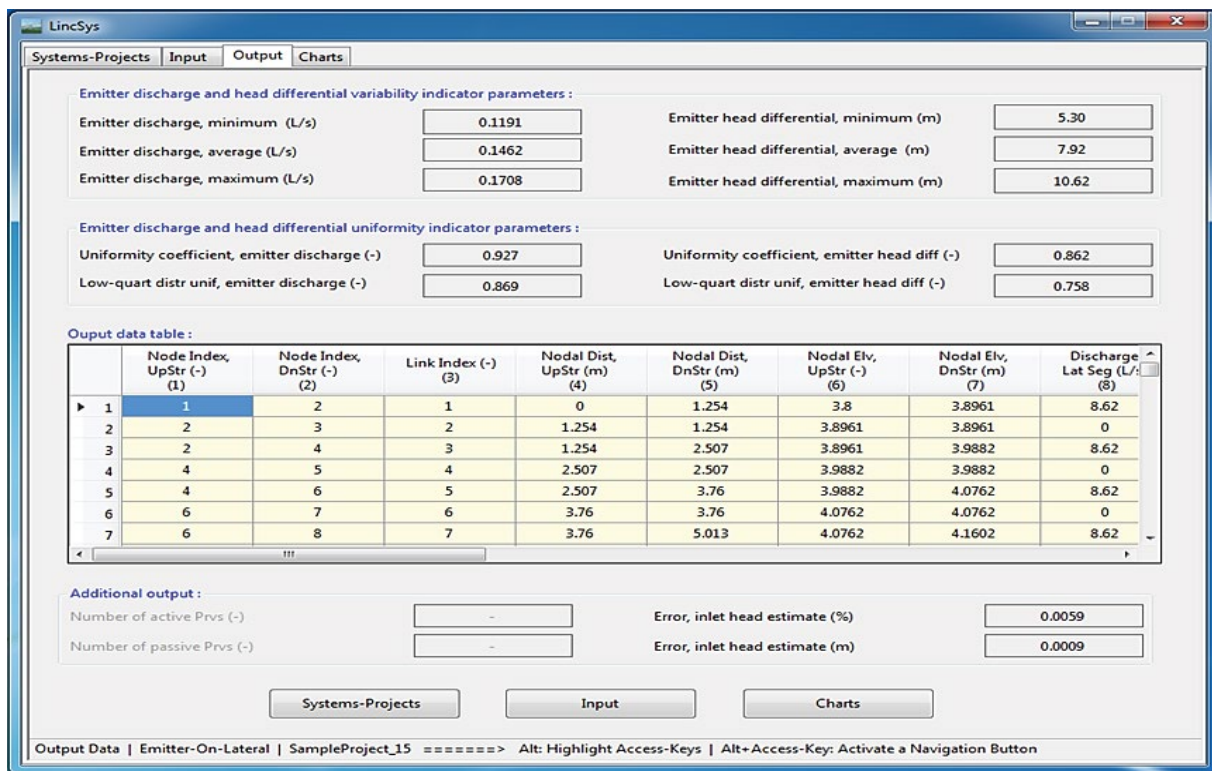 LincSys
Systems-Projects Input Output Charts
Emitter discharge and head differential variability indicator parameters :
Emitter discharge, minimum (L/s) 0.1191 Emitter head differential, minimum (m) 5.30
Emitter discharge, average (L/s) 0.1462 Emitter head differential, average (m) 7.92
Emitter discharge, maximum (L/s) 0.1708 Emitter head differential, maximum (m) 10.62
Emitter discharge and head differential uniformity indicator parameters :
Uniformity coefficient, emitter discharge (-) 0.927 Uniformity coefficient, emitter head diff (-) 0.862
Low-quart distr unif, emitter discharge (-) 0.869 Low-quart distr unif, emitter head diff (-) 0.758
Ouput data table :
Node Index, Node Index, Link Index (-) Nodal Dist, Nodal Dist, Nodal Elv, Nodal Elv, Discharge
UpStr (-) DnStr (-) (3) UpStr (m) DnStr (m) UpStr (-) DnStr (m) Lat Seg (L/
(1) (2) (4) (5) (6) (7) (8)
1 1 2 1 0 1.254 3.8 3.8961 8.62
2 2 3 2 1.254 1.254 3.8961 3.8961 0
3 2 4 3 1.254 2.507 3.8961 3.9882 8.62
4 4 5 4 2.507 2.507 3.9882 3.9882 0
5 4 6 5 2.507 3.76 3.9882 4.0762 8.62
6 6 7 6 3.76 3.76 4.0762 4.0762 0
7 6 8 7 3.76 5.013 4.0762 4.1602 8.62
Additional output :
Number of active Prvs (-) - Error, inlet head estimate (%) 0.0059
Number of passive Prvs (-) - Error, inlet head estimate (m) 0.0009
Systems-Projects Input Charts
Output Data | Emitter-On-Lateral | SampleProject_15 =======> Alt: Highlight Access-Keys | Alt+Access-Key: Activate a Navigation Button